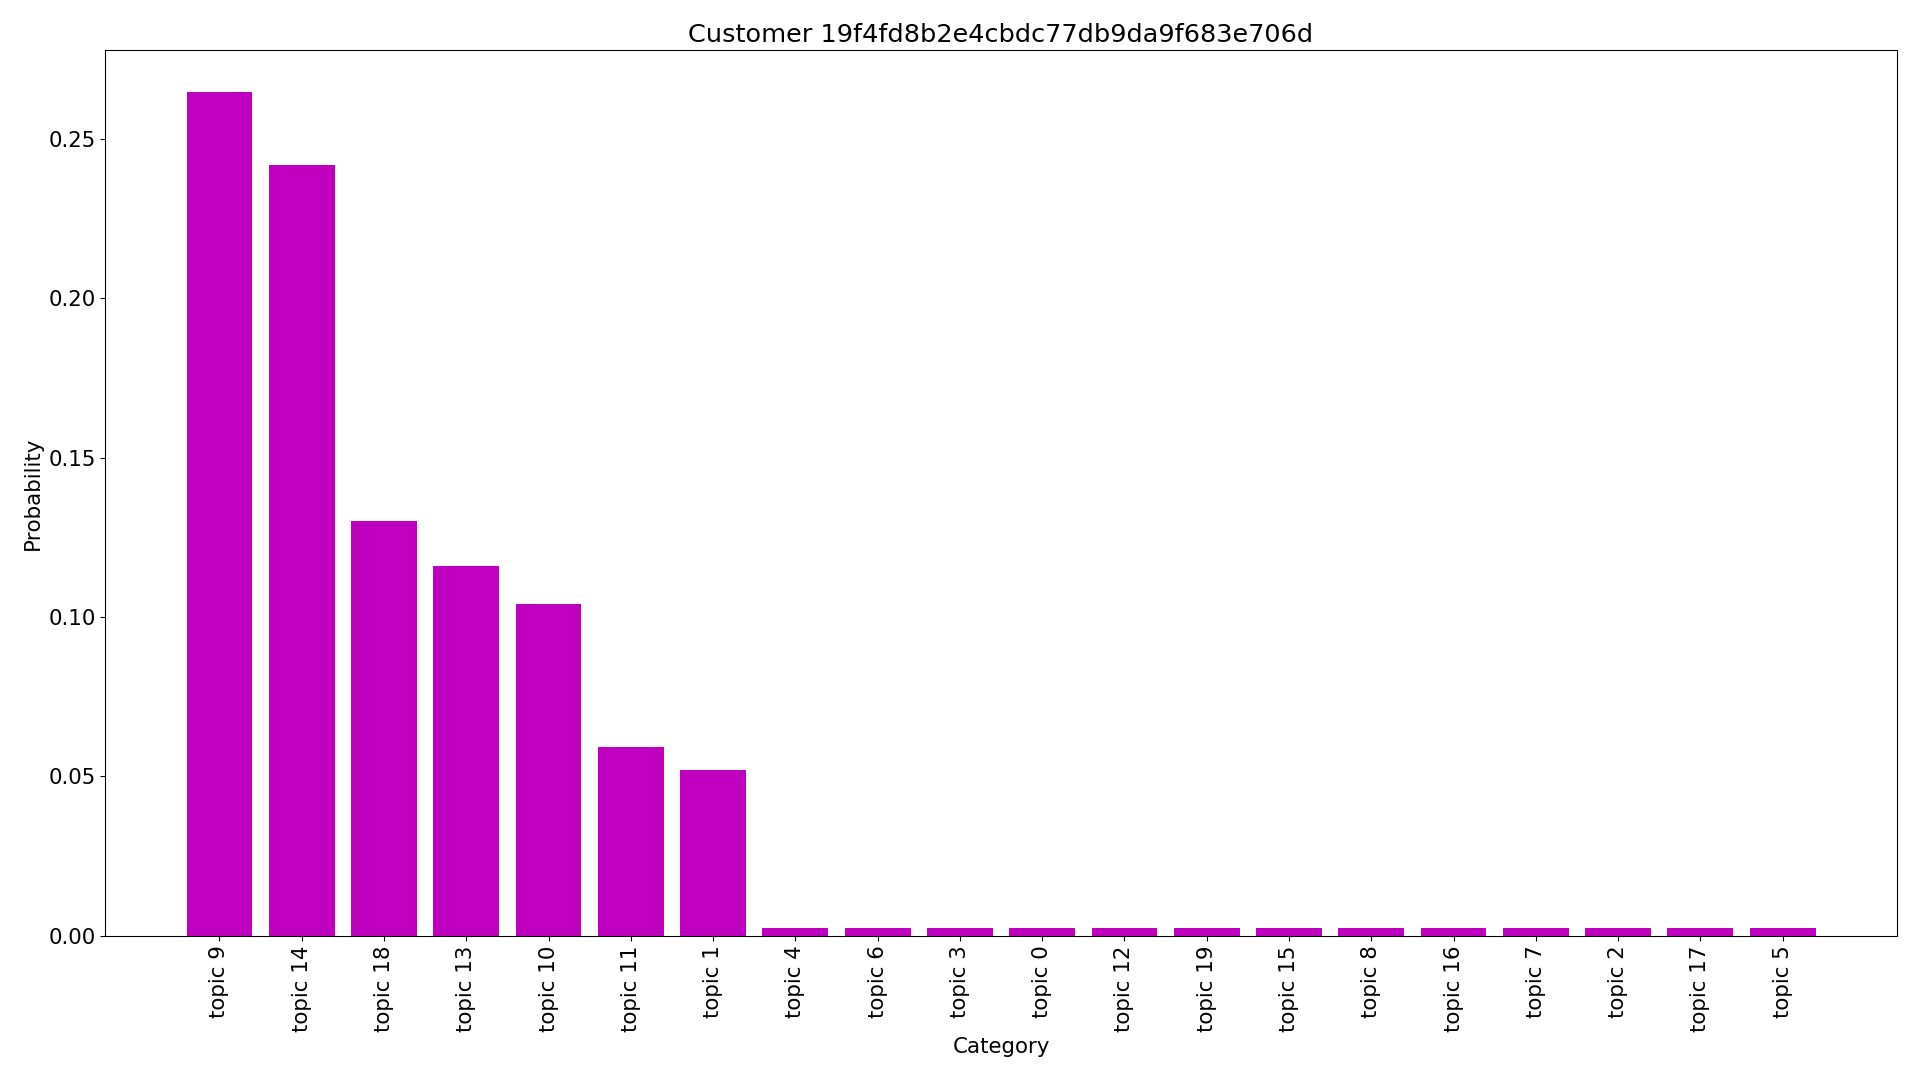 Customer 19f4fd8b2e4cbdc77db9da9f683e706d
Probability
0.25
0.20
0.15
0.10
0.05
0.00
topic 9
topic 14
topic 18
topic 13
topic 10
topic 11
topic 1
topic 4
topic 6
topic 3
topic 0
topic 12
topic 19
topic 15
topic 8
topic 16
topic 7
topic 2
topic 17
topic 5
Category